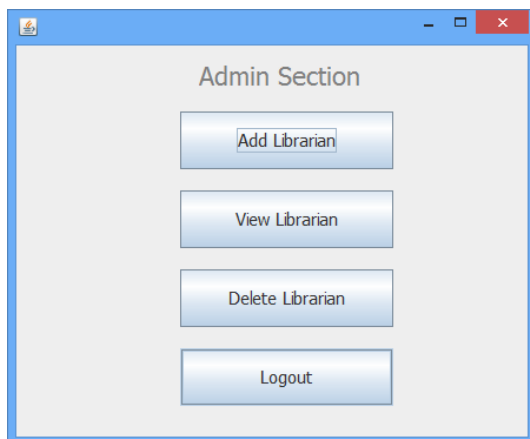 Admin Section
Add Librarian
View Librarian
Delete Librarian
Logout